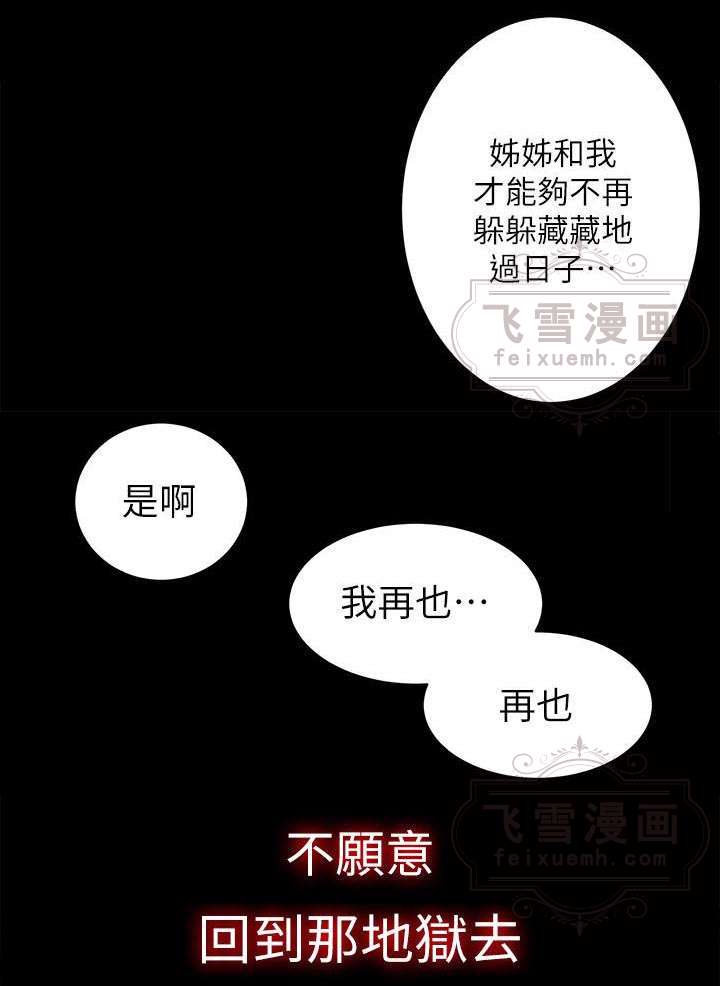 姊姊和我
才能夠不再
躲躲藏藏地
過日子…
飞雪漫画
feixuemh.com
是啊
我再也…
再也
飞雪漫画
feixuemh.com
不願意
回到那地獄去